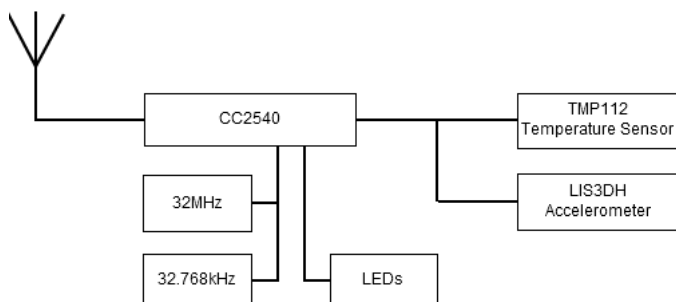 CC2540
TMP112
Temperature Sensor
32MHz
LIS3DH
Accelerometer
32.768kHz
LEDs